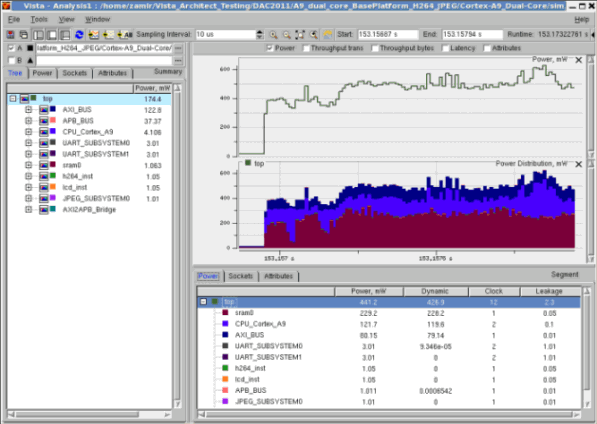 Vista - Analysis1 : /home/zamir/Vista_Architect_Testing/DAC2011/A9_dual_core_BasePlatform_H264_JPEG/Cortex-A9_Dual-Core/sim
File Tools View Window Help
Sampling Interval: 10 us Start: 153.15687 s End: 153.15794 s Runtime: 153.17322761
A latform_H264_JPEG/Cortex-A9_Dual-Core/
B
Power Throughput trans Throughput bytes Latency Attributes
Tree Power Sockets Attributes Summary
Power, mW
top 174.4
AXI_BUS 122.8
APB_BUS 37.37
CPU_Cortex_A9 4.106
UART_SUBSYSTEM0 3.01
UART_SUBSYSTEM1 3.01
sram0 1.063
h264_inst 1.05
lcd_inst 1.05
JPEG_SUBSYSTEM0 1.01
AXI2APB_Bridge
Power, mW
600
400
200
0
top Power Distribution, mW
600
400
200
0
153.157 s 153.1575 s
Power Sockets Attributes Segment
Power, mW Dynamic Clock Leakage
top 441.2 426.9 12 2.3
sram0 229.2 228.2 1 0.05
CPU_Cortex_A9 121.7 119.6 2 0.1
AXI_BUS 80.15 79.14 1 0.01
UART_SUBSYSTEM0 3.01 9.346e-05 2 1.01
UART_SUBSYSTEM1 3.01 0 2 1.01
h264_inst 1.05 0 1 0.05
lcd_inst 1.05 0 1 0.05
APB_BUS 1.011 0.0006542 1 0.01
JPEG_SUBSYSTEM0 1.01 0 1 0.01